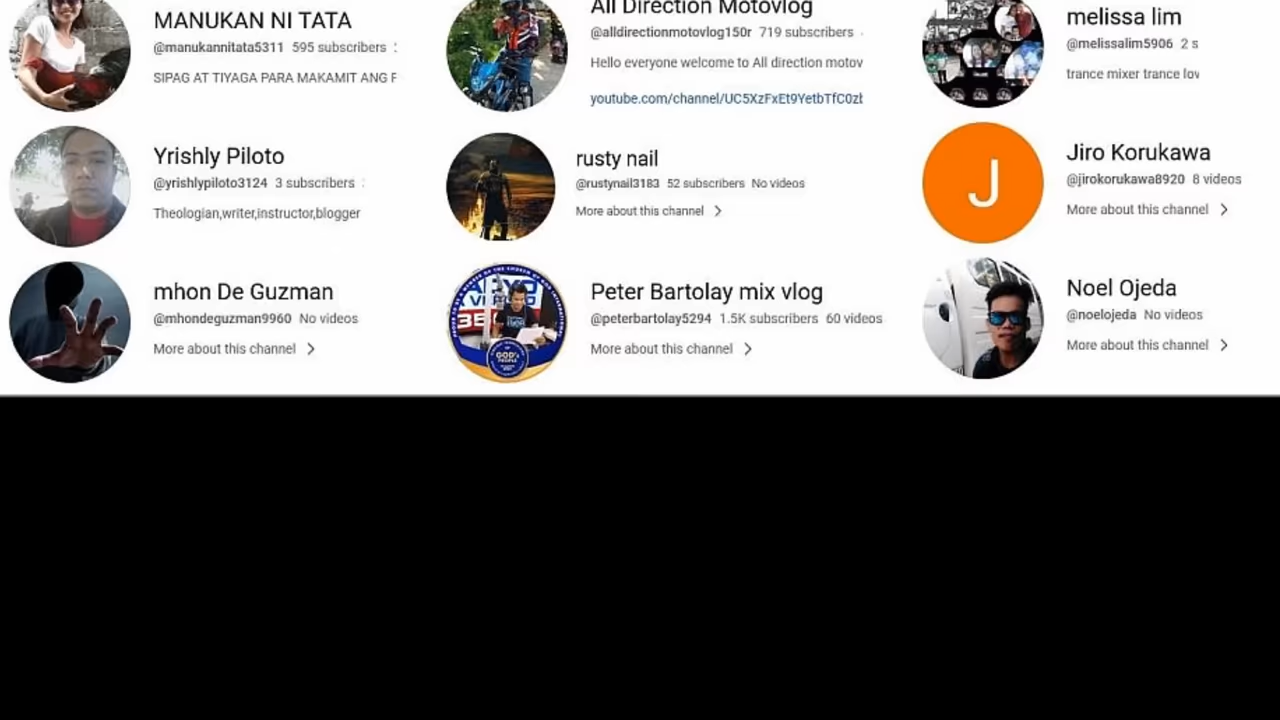 MANUKAN NI TATA
@manukannitata5311 595 subscribers
SIPAG AT TIYAGA PARA MAKAMIT ANG
All Direction Motovlog
@alldirectionmotovlog150r 719 subscribers
Hello everyone welcome to All direction motov
youtube.com/channel/UC5XzFxEt9YetbTfC0zb
melissa lim
@melissalim5906 2 s
trance mixer trance lov
Yrishly Piloto
@yrishlypiloto3124 3 subscribers
Theologian,writer,instructor,blogger
rusty nail
@rustynail3183 52 subscribers No videos
More about this channel
Jiro Korukawa
@jirokorukawa8920 8 videos
More about this channel
J
mhon De Guzman
@mhondeguzman9960 No videos
More about this channel
Peter Bartolay mix vlog
@peterbartolay5294 1.5K subscribers 60 videos
More about this channel
GOD'S
PEOPLE
Noel Ojeda
@noelojeda No videos
More about this channel